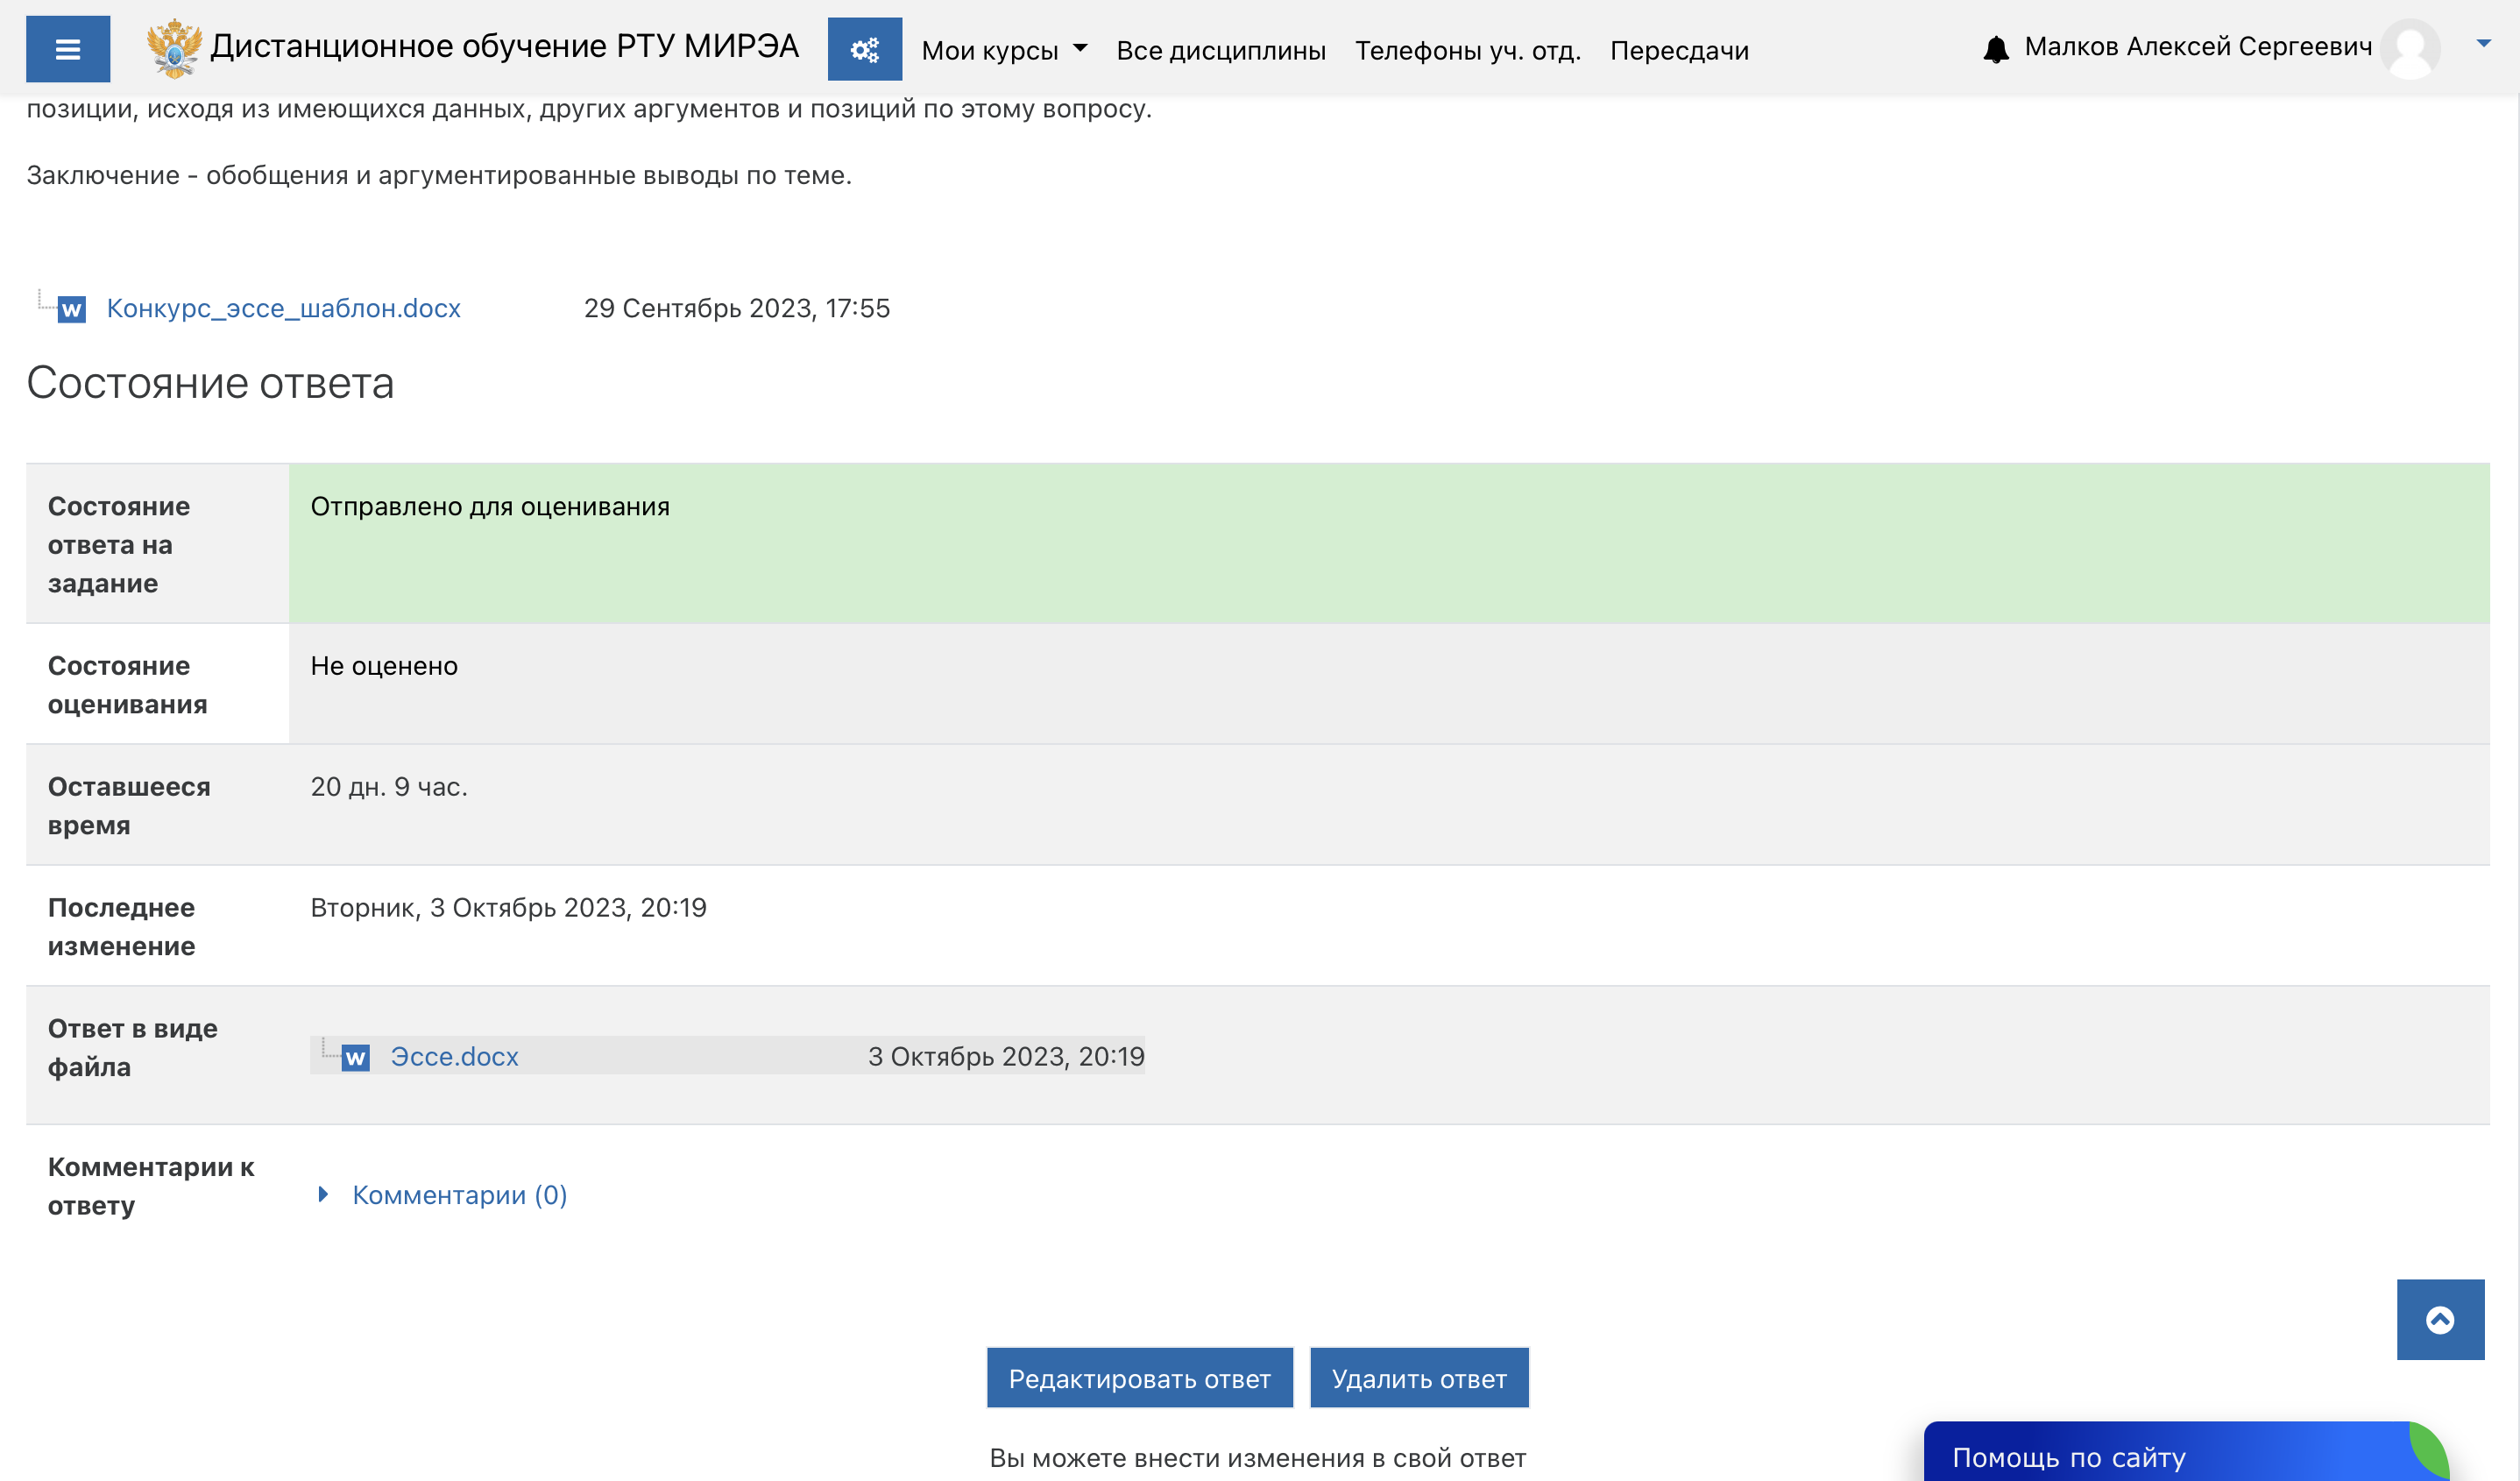 Дистанционное обучение РТУ МИРЭА Мои курсы Все дисциплины Телефоны уч. отд. Пересдачи Малков Алексей Сергеевич
позиции, исходя из имеющихся данных, других аргументов и позиций по этому вопросу.
Заключение - обобщения и аргументированные выводы по теме.
W Конкурс_эссе_шаблон.docx 29 Сентябрь 2023, 17:55
Состояние ответа
Состояние Отправлено для оценивания
ответа на
задание
Состояние Не оценено
оценивания
Оставшееся 20 дн. 9 час.
время
Последнее Вторник, 3 Октябрь 2023, 20:19
изменение
Ответ в виде
файла
W Эссе.docx 3 Октябрь 2023, 20:19
Комментарии к
ответу
Комментарии (0)
Редактировать ответ Удалить ответ
Вы можете внести изменения в свой ответ
Помощь по сайту